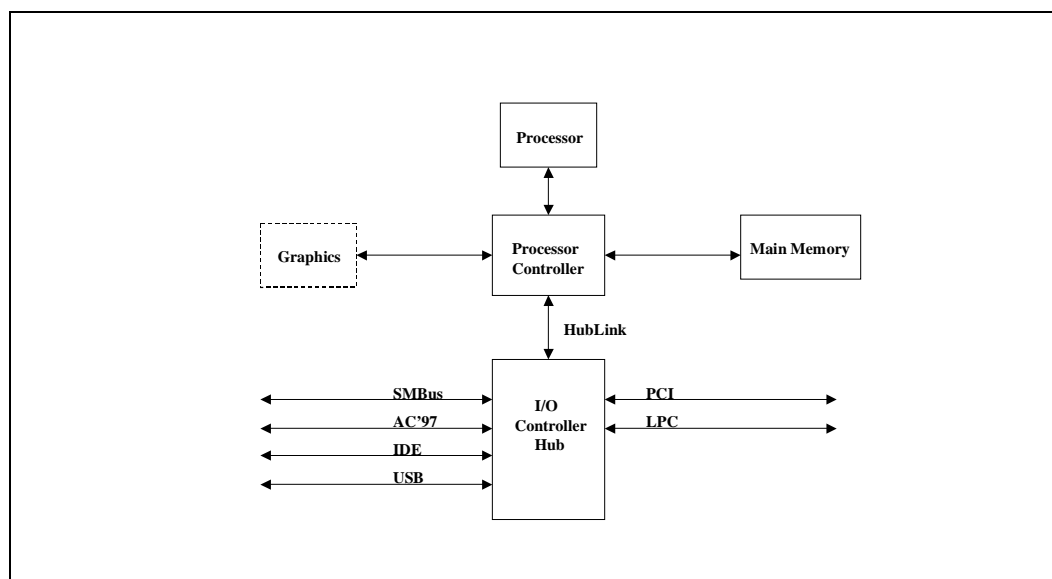 Processor
Graphics
Processor
Controller
Main Memory
HubLink
SMBus
AC'97
IDE
USB
I/O
Controller
Hub
PCI
LPC